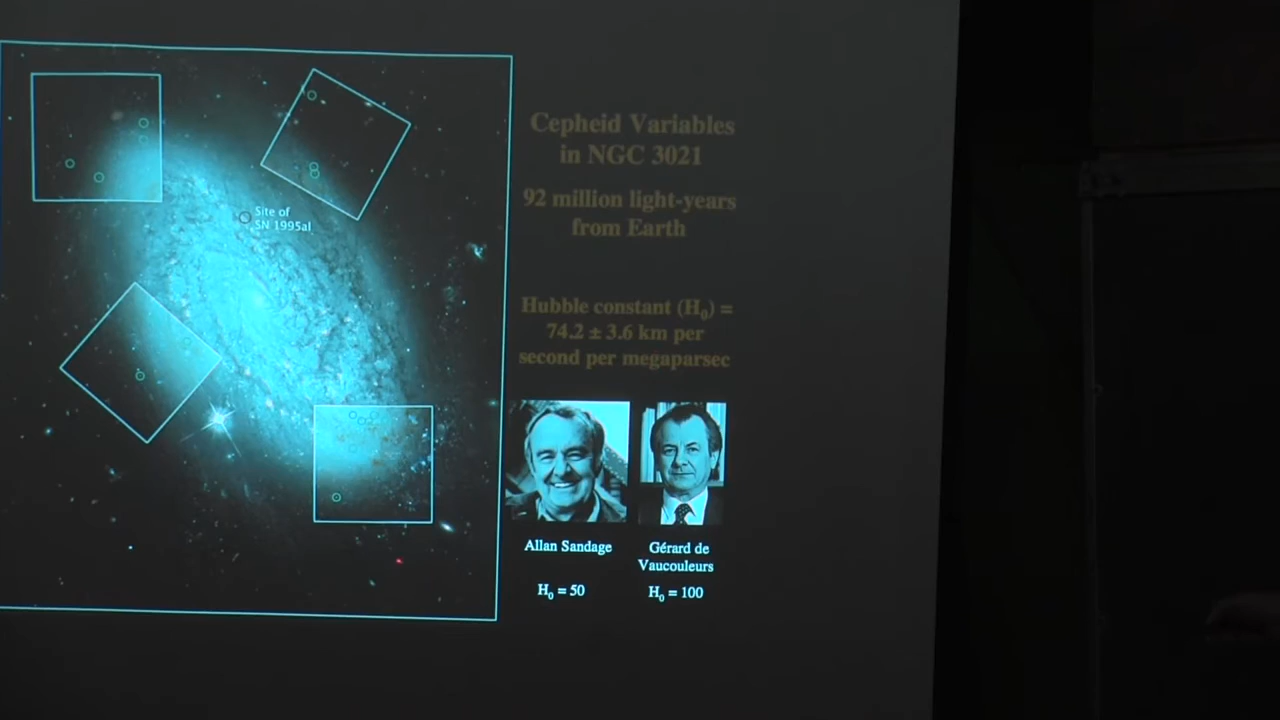 Site of
SN 1995al
Cepheid Variables
in NGC 3021
92 million light-years
from Earth
Hubble constant (H₀) =
74.2 ± 3.6 km per
second per megaparsec
Allan Sandage
H₀ = 50
Gérard de
Vaucouleurs
H₀ = 100